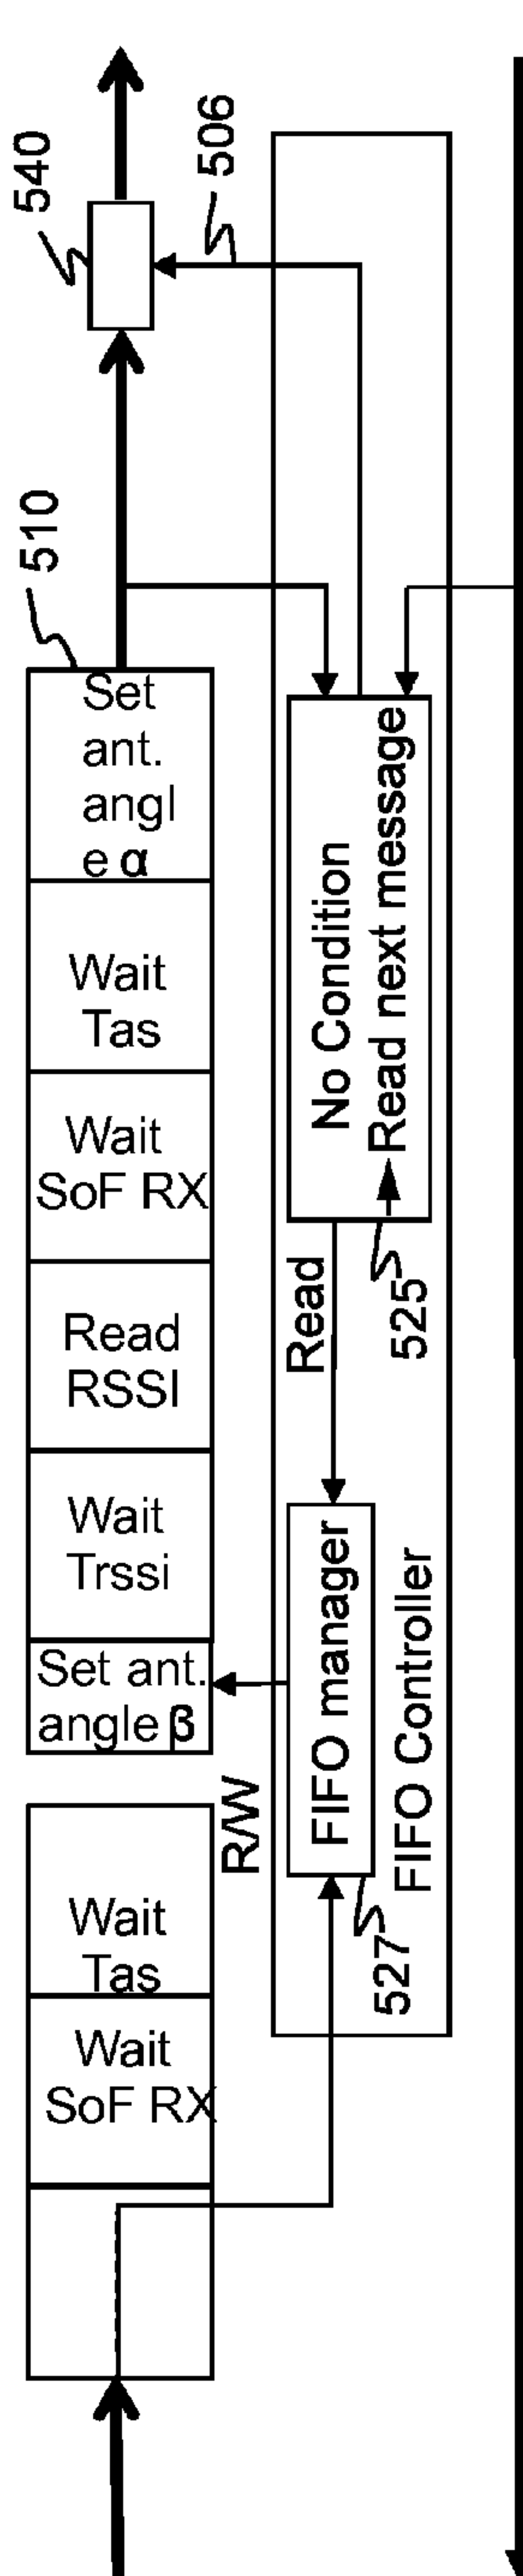 540
506
510
Set
ant.
angl
e α
Wait
Tas
Wait
SoF RX
Read
RSSI
Wait
Trssi
Set ant.
angle β
No Condition
Read next message
Read
525
FIFO manager
FIFO Controller
R/W
527
Wait
Tas
Wait
SoF RX